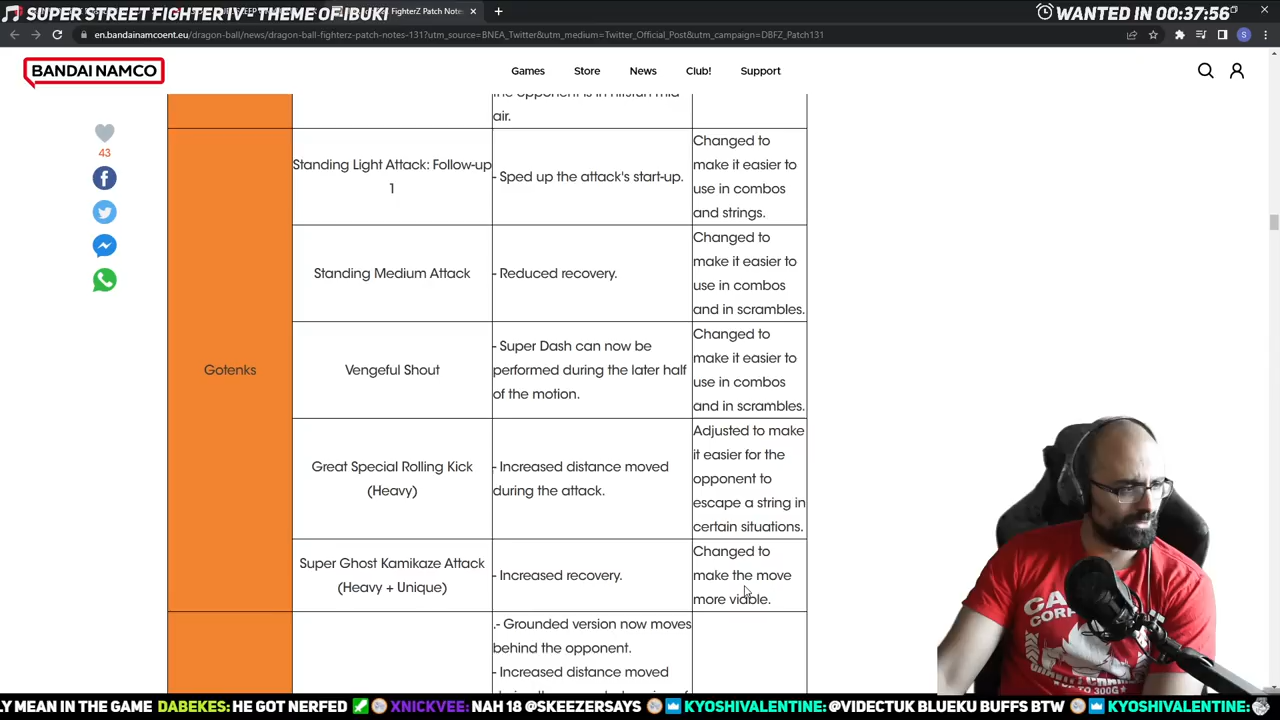 SUPER STREET FIGHTER IV - THEME OF IBUKI
FighterZ Patch Note
WANTED IN 00:37:56
en.bandainamcoent.eu/dragon-ball/news/dragon-ball-fighterz-patch-notes-131?utm_source=BNEA_Twitter&utm_medium=Twitter_Official_Post&utm_campaign=DBFZ_Patch131
BANDAI NAMCO
Games
Store
News
Club!
Support
43
air.
Gotenks
Standing Light Attack: Follow-up
1
- Sped up the attack's start-up.
Changed to
make it easier to
use in combos
and strings.
Standing Medium Attack
- Reduced recovery.
Changed to
make it easier to
use in combos
and in scrambles.
Vengeful Shout
- Super Dash can now be
performed during the later half
of the motion.
Changed to
make it easier to
use in combos
and in scrambles.
Great Special Rolling Kick
(Heavy)
- Increased distance moved
during the attack.
Adjusted to make
it easier for the
opponent to
escape a string in
certain situations.
Super Ghost Kamikaze Attack
(Heavy + Unique)
- Increased recovery.
Changed to
make the move
more viable.
.- Grounded version now moves
behind the opponent.
- Increased distance moved
UP TO 300G
LY MEAN IN THE GAME DABEKES: HE GOT NERFED XNICKVEE: NAH 18 @SKEEZERSAYS KYOSHIVALENTINE: @VIDECTUK BLUEKU BUFFS BTW KYOSHIVALENTINE: